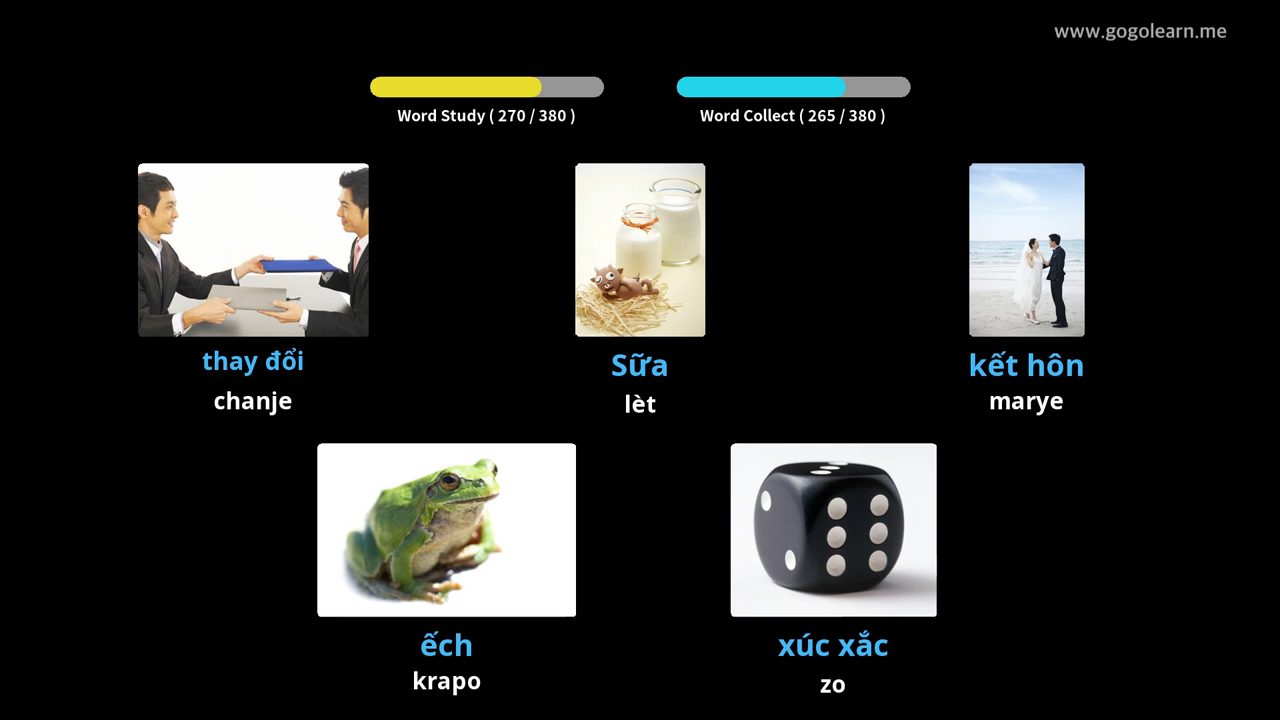 www.gogolearn.me
Word Study ( 270 / 380 )
Word Collect ( 265 / 380 )
thay đổi
chanje
Sữa
lèt
kết hôn
marye
ếch
krapo
xúc xắc
zo